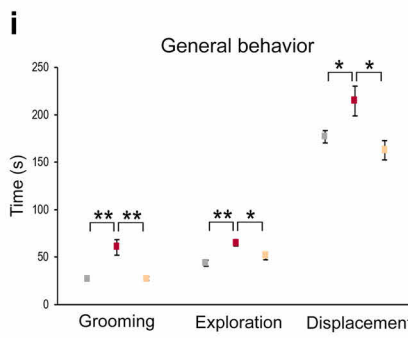 i
General behavior
250
200
150
100
50
0
Time (s)
** ** ** * * *
Grooming Exploration Displacement